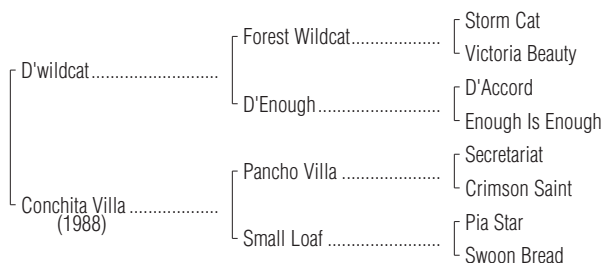 Storm Cat
Forest Wildcat....................
Victoria Beauty
D'wildcat............................
D'Accord
D'Enough ...........................
Enough Is Enough
Secretariat
Pancho Villa ......................
Crimson Saint
Conchita Villa ....................
(1988)
Pia Star
Small Loaf .........................
Swoon Bread